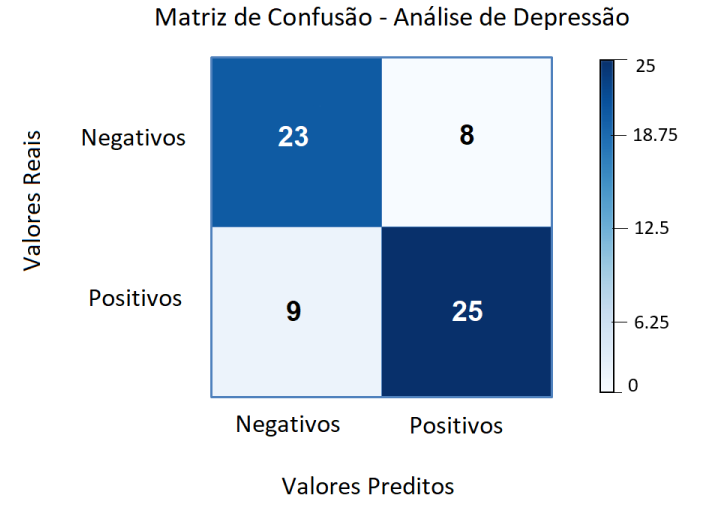 Matriz de Confusão - Análise de Depressão
Valores Reais
Negativos
Positivos
23
8
9
25
Negativos
Positivos
Valores Preditos
25
18.75
12.5
6.25
0